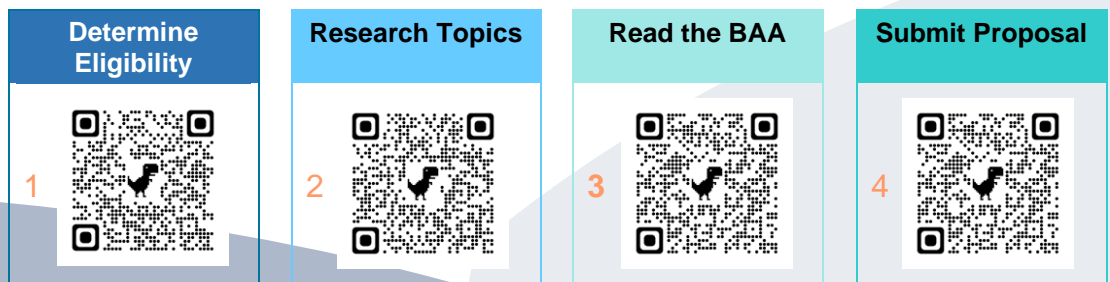 Determine
Eligibility
Research Topics
Read the BAA
Submit Proposal
1
2
3
4